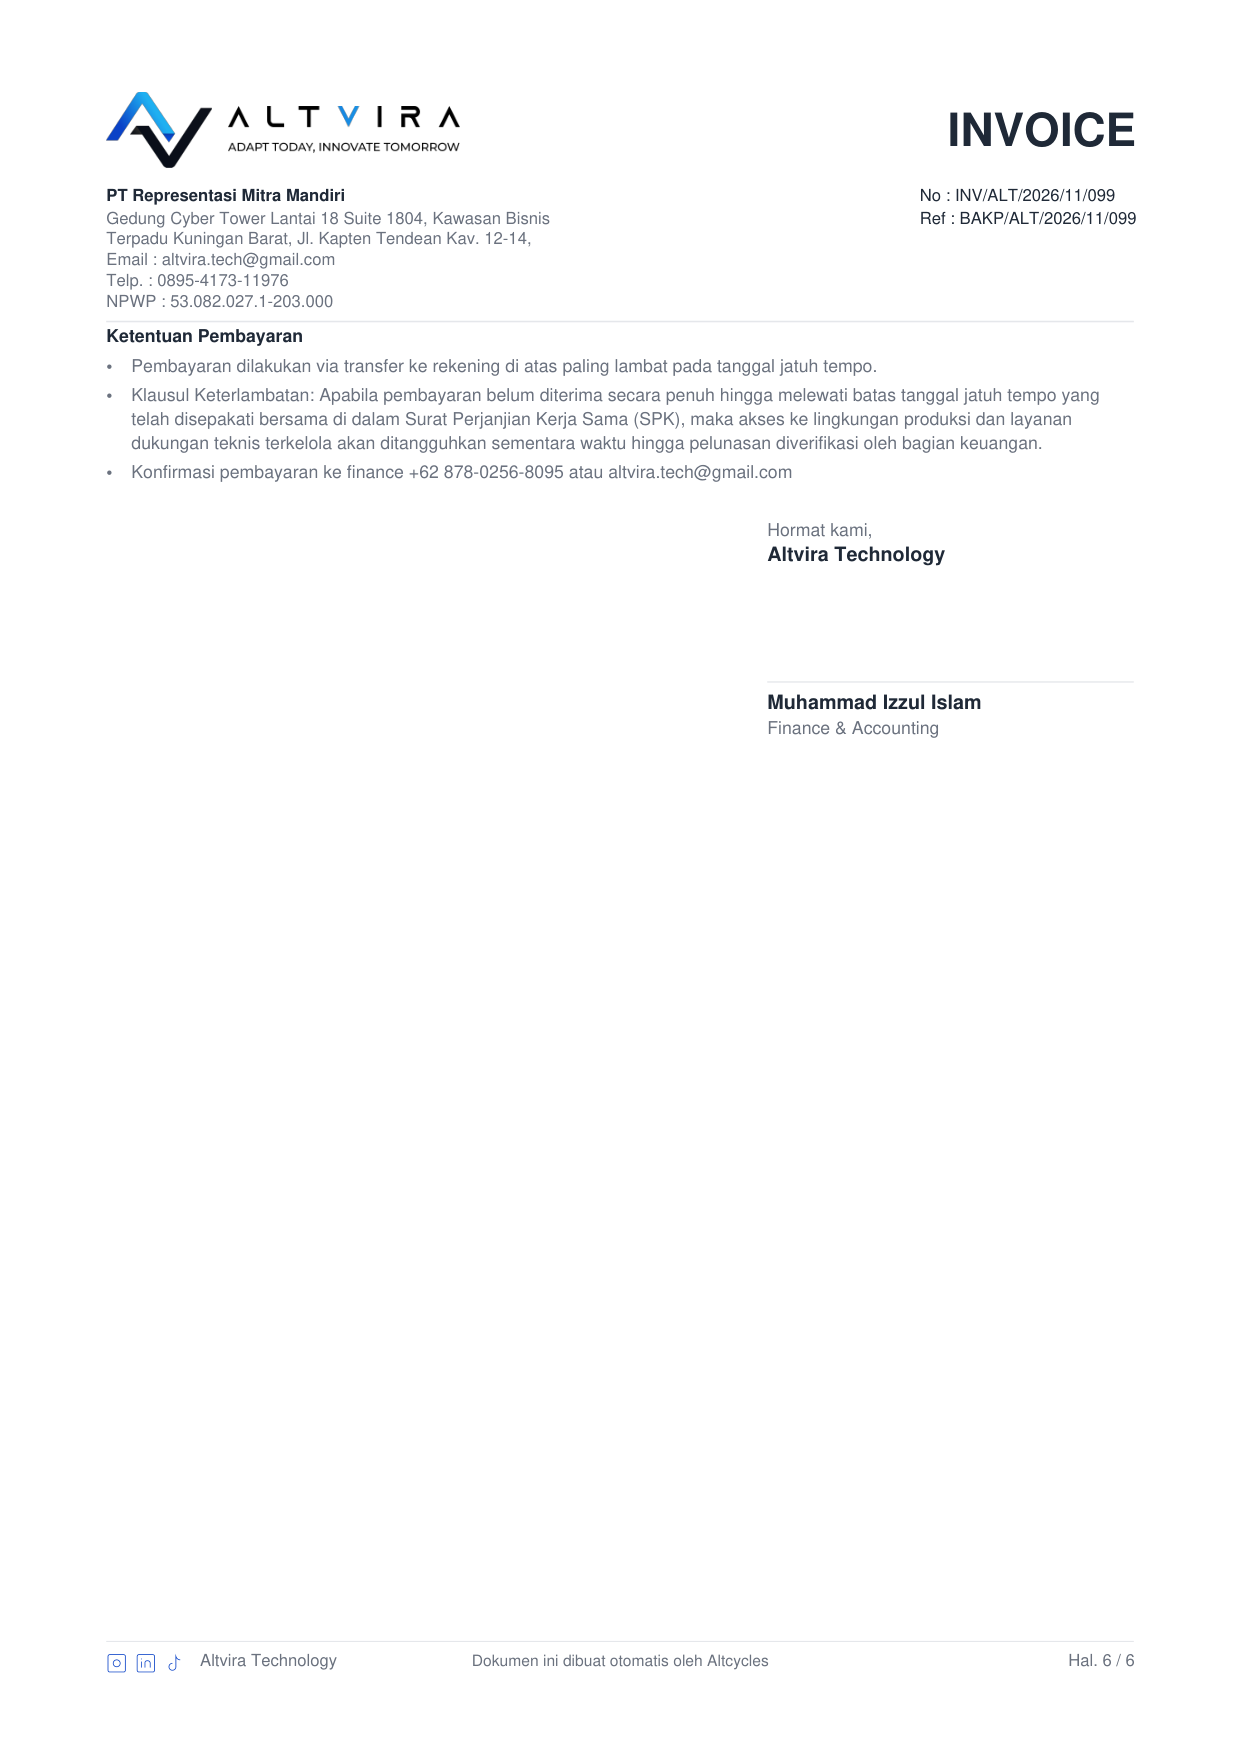 ALTVIRA
ADAPT TODAY, INNOVATE TOMORROW
INVOICE
PT Representasi Mitra Mandiri
Gedung Cyber Tower Lantai 18 Suite 1804, Kawasan Bisnis
Terpadu Kuningan Barat, Jl. Kapten Tendean Kav. 12-14,
Email : altvira.tech@gmail.com
Telp. : 0895-4173-11976
NPWP : 53.082.027.1-203.000
No : INV/ALT/2026/11/099
Ref : BAKP/ALT/2026/11/099
Ketentuan Pembayaran
• Pembayaran dilakukan via transfer ke rekening di atas paling lambat pada tanggal jatuh tempo.
• Klausul Keterlambatan: Apabila pembayaran belum diterima secara penuh hingga melewati batas tanggal jatuh tempo yang
telah disepakati bersama di dalam Surat Perjanjian Kerja Sama (SPK), maka akses ke lingkungan produksi dan layanan
dukungan teknis terkelola akan ditangguhkan sementara waktu hingga pelunasan diverifikasi oleh bagian keuangan.
• Konfirmasi pembayaran ke finance +62 878-0256-8095 atau altvira.tech@gmail.com
Hormat kami,
Altvira Technology
Muhammad Izzul Islam
Finance & Accounting
Altvira Technology
Dokumen ini dibuat otomatis oleh Altcycles
Hal. 6 / 6